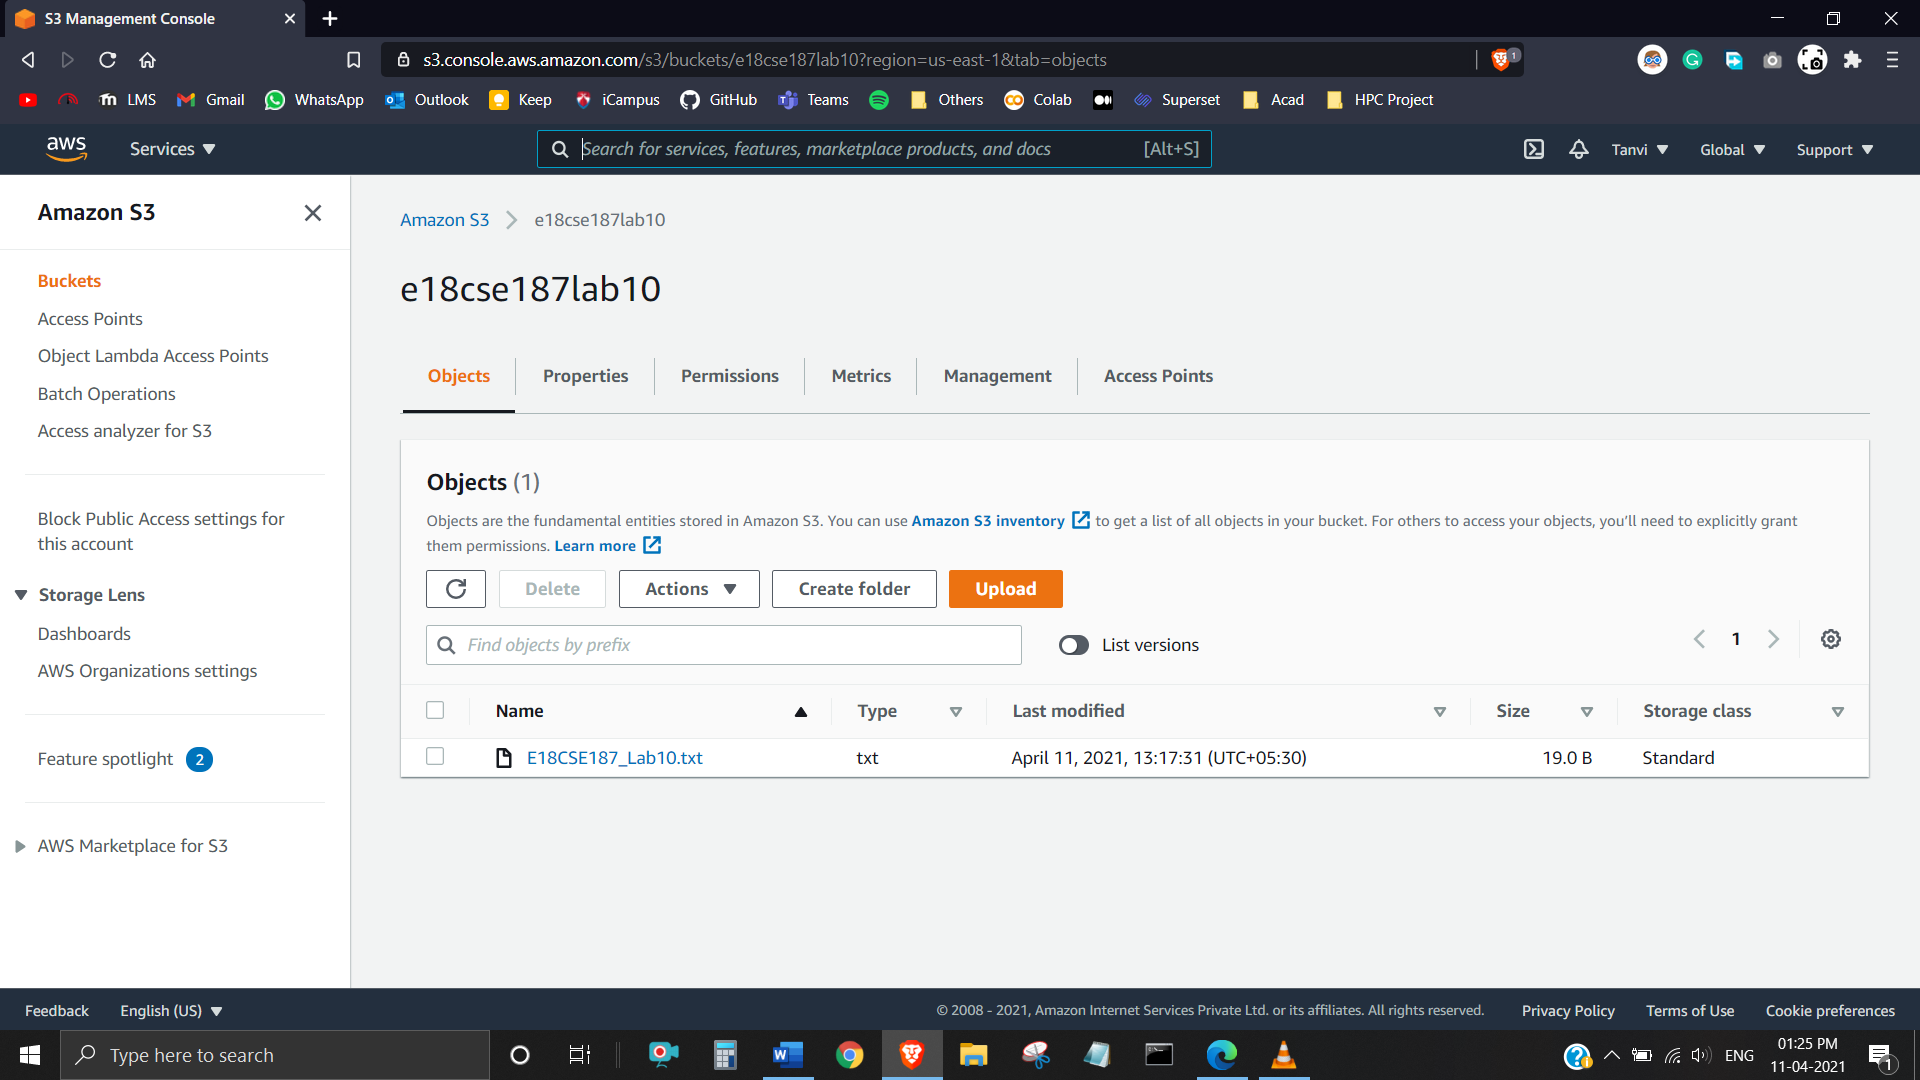 S3 Management Console
s3.console.aws.amazon.com/s3/buckets/e18cse187lab10?region=us-east-1&tab=objects
1
LMS Gmail WhatsApp Outlook Keep iCampus GitHub Teams Others Colab Superset Acad HPC Project
aws Services Search for services, features, marketplace products, and docs [Alt+S] Tanvi Global Support
Amazon S3
Buckets
Access Points
Object Lambda Access Points
Batch Operations
Access analyzer for S3
Block Public Access settings for
this account
Storage Lens
Dashboards
AWS Organizations settings
Feature spotlight 2
AWS Marketplace for S3
Amazon S3 e18cse187lab10
e18cse187lab10
Objects Properties Permissions Metrics Management Access Points
Objects (1)
Objects are the fundamental entities stored in Amazon S3. You can use Amazon S3 inventory to get a list of all objects in your bucket. For others to access your objects, you'll need to explicitly grant
them permissions. Learn more
Delete Actions Create folder Upload
Find objects by prefix List versions 1
Name Type Last modified Size Storage class
E18CSE187_Lab10.txt txt April 11, 2021, 13:17:31 (UTC+05:30) 19.0 B Standard
Feedback English (US) © 2008 - 2021, Amazon Internet Services Private Ltd. or its affiliates. All rights reserved. Privacy Policy Terms of Use Cookie preferences
Type here to search ENG 01:25 PM
11-04-2021 1